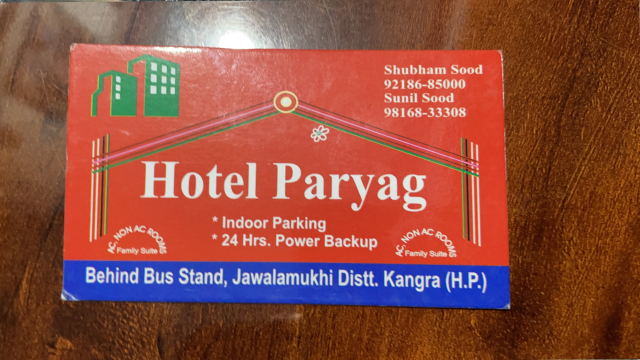 Shubham Sood
92186-85000
Sunil Sood
98168-33308
Hotel Paryag
* Indoor Parking
* 24 Hrs. Power Backup
AC, NON AC ROOMS
Family Suite
AC, NON AC ROOMS
Family Suite
Behind Bus Stand, Jawalamukhi Distt. Kangra (H.P.)